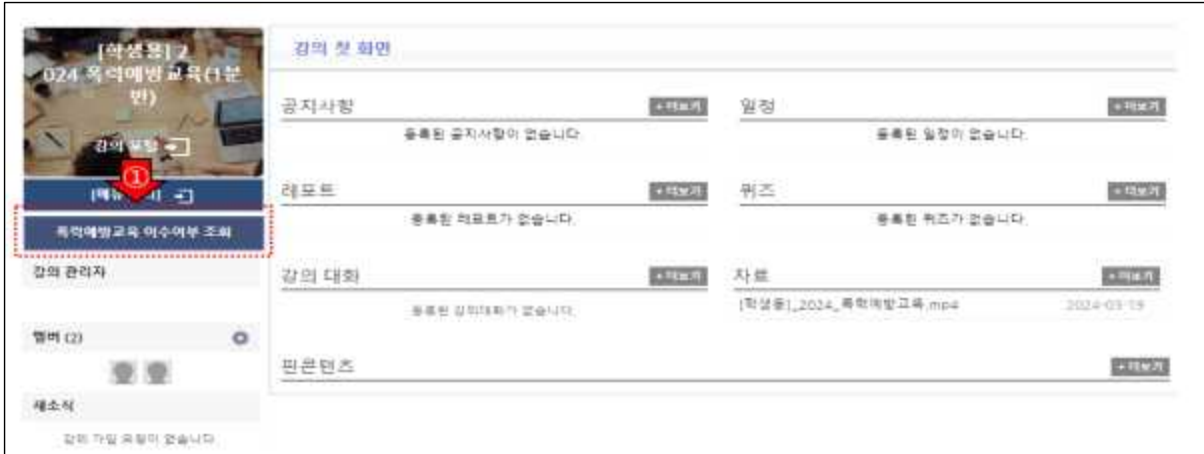 [학생용] 2
024 폭력예방교육(1분
반)
강의 포털
①
폭력예방교육 이수여부 조회
강의 관리자
멤버 (2)
새소식
강의 가입 요청이 없습니다.
강의 첫 화면
공지사항 +더보기
등록된 공지사항이 없습니다.
일정 +더보기
등록된 일정이 없습니다.
레포트 +더보기
등록된 레포트가 없습니다.
퀴즈 +더보기
등록된 퀴즈가 없습니다.
강의 대화 +더보기
등록된 강의대화가 없습니다.
자료 +더보기
[학생용]_2024_폭력예방교육.mp4 2024-03-19
핀콘텐츠 +더보기